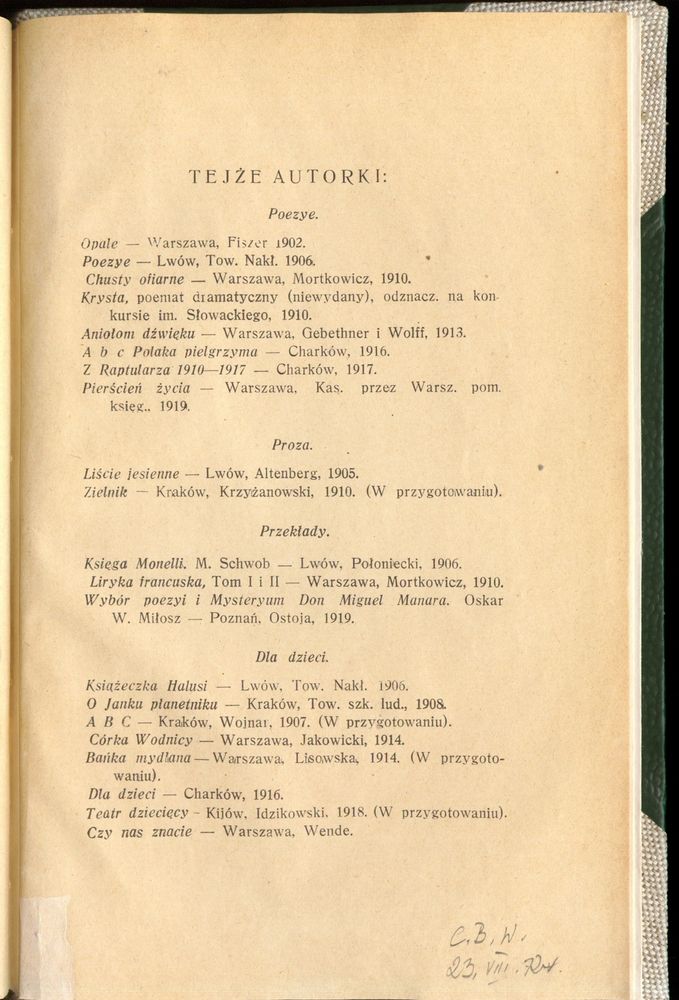 TEJŻE AUTORKI:
Poezye.
Opale — Warszawa, Fiszer 1902.
Poezye — Lwów, Tow. Nakł. 1906.
Chusty ofiarne — Warszawa, Mortkowicz, 1910.
Krysta, poemat dramatyczny (niewydany), odznacz. na kon-
kursie im. Słowackiego, 1910.
Aniołom dźwięku — Warszawa, Gebethner i Wolff, 1913.
A b c Polaka pielgrzyma — Charków, 1916.
Z Raptularza 1910—1917 — Charków, 1917.
Pierścień życia — Warszawa, Kas. przez Warsz. pom.
księg.. 1919.
Proza.
Liście jesienne — Lwów, Altenberg, 1905.
Zielnik — Kraków, Krzyżanowski, 1910. (W przygotowaniu).
Przekłady.
Księga Monelli. M. Schwob — Lwów, Połoniecki, 1906.
Liryka francuska, Tom I i II — Warszawa, Mortkowicz, 1910.
Wybór poezyi i Mysteryum Don Miguel Manara. Oskar
W. Miłosz — Poznań, Ostoja, 1919.
Dla dzieci.
Książeczka Halusi — Lwów, Tow. Nakł. 1906.
O Janku płanetniku — Kraków, Tow. szk. lud., 1908.
A B C — Kraków, Wojnar, 1907. (W przygotowaniu).
Córka Wodnicy — Warszawa, Jakowicki, 1914.
Bańka mydlana — Warszawa, Lisowska, 1914. (W przygoto-
waniu).
Dla dzieci — Charków, 1916.
Teatr dziecięcy - Kijów, Idzikowski, 1918. (W przygotowaniu).
Czy nas znacie — Warszawa, Wende.
C.B.W.
23. VIII. 72r.